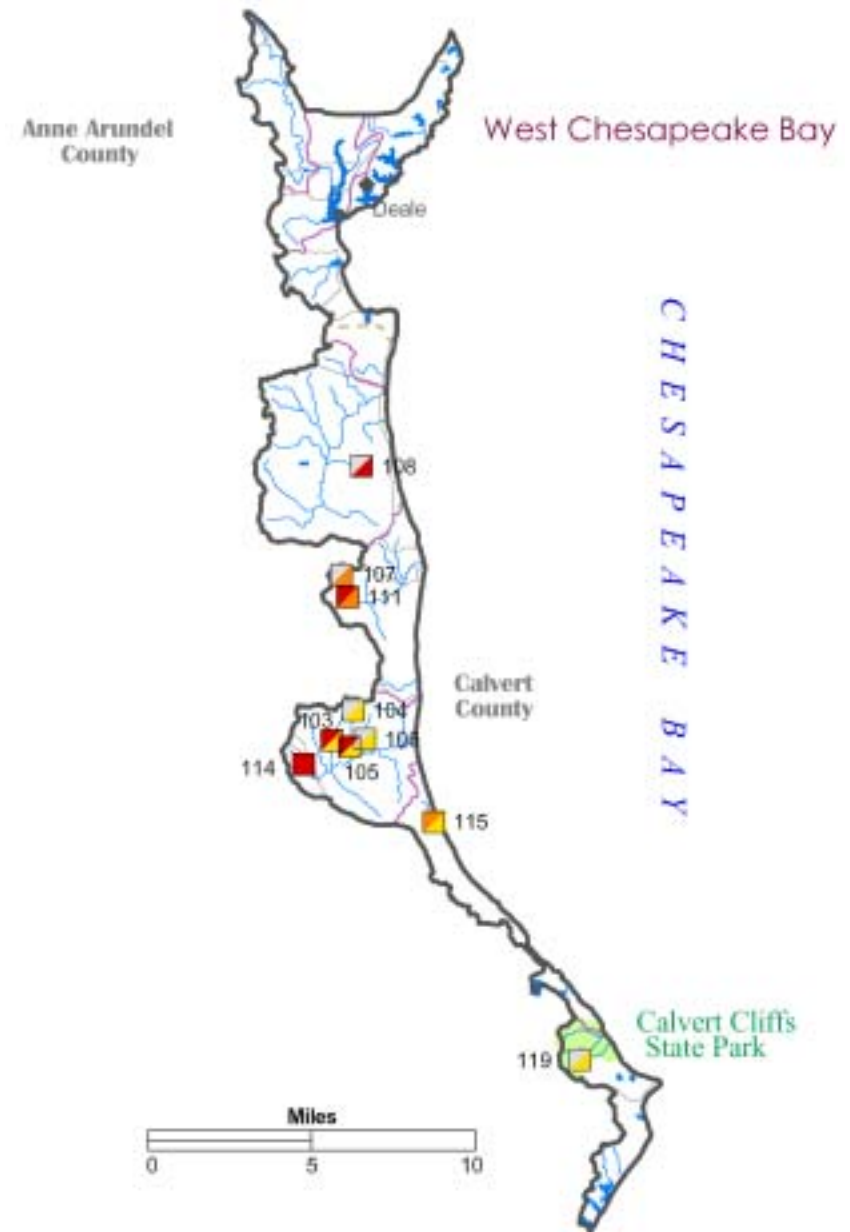 Anne Arundel
County
West Chesapeake Bay
Deale
CHESAPEAKE BAY
108
107
111
Calvert
County
104
103
106
114
105
115
Calvert Cliffs
State Park
119
Miles
0 5 10